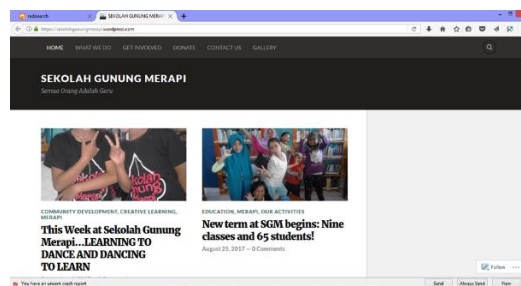 SEKOLAH GUNUNG MERAPI
HOME WHAT WE DO GET INVOLVED DONATE CONTACT US GALLERY
SEKOLAH GUNUNG MERAPI
Semua Orang Adalah Guru
COMMUNITY DEVELOPMENT, CREATIVE LEARNING,
MERAPI
This Week at Sekolah Gunung
Merapi...LEARNING TO
DANCE AND DANCING
TO LEARN
EDUCATION, MERAPI, OUR ACTIVITIES
New term at SGM begins: Nine
classes and 65 students!
August 25, 2017 — 0 Comments
Follow
You have an unsent crash report
Send Always Send View